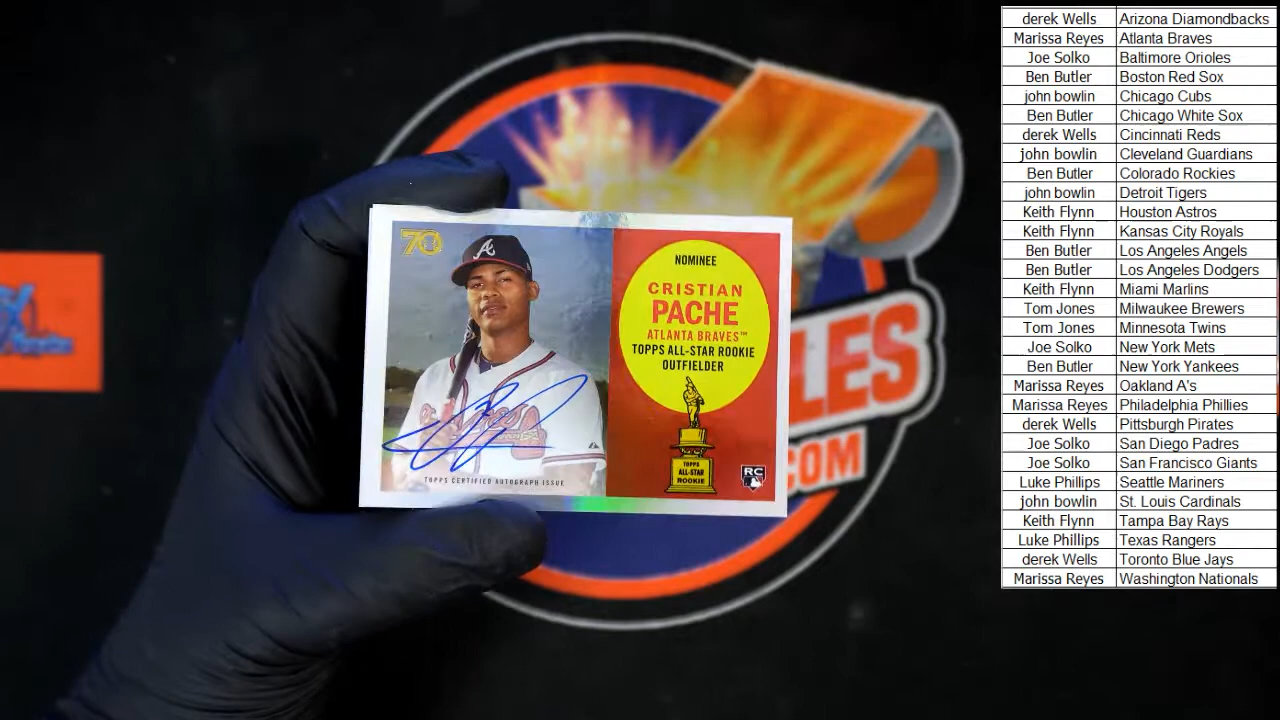 70
NOMINEE
CRISTIAN
PACHE
ATLANTA BRAVES™
TOPPS ALL-STAR ROOKIE
OUTFIELDER
TOPPS
ALL-STAR
ROOKIE
RC
TOPPS CERTIFIED AUTOGRAPH ISSUE
LES
.COM
derek Wells Arizona Diamondbacks
Marissa Reyes Atlanta Braves
Joe Solko Baltimore Orioles
Ben Butler Boston Red Sox
john bowlin Chicago Cubs
Ben Butler Chicago White Sox
derek Wells Cincinnati Reds
john bowlin Cleveland Guardians
Ben Butler Colorado Rockies
john bowlin Detroit Tigers
Keith Flynn Houston Astros
Keith Flynn Kansas City Royals
Ben Butler Los Angeles Angels
Ben Butler Los Angeles Dodgers
Keith Flynn Miami Marlins
Tom Jones Milwaukee Brewers
Tom Jones Minnesota Twins
Joe Solko New York Mets
Ben Butler New York Yankees
Marissa Reyes Oakland A's
Marissa Reyes Philadelphia Phillies
derek Wells Pittsburgh Pirates
Joe Solko San Diego Padres
Joe Solko San Francisco Giants
Luke Phillips Seattle Mariners
john bowlin St. Louis Cardinals
Keith Flynn Tampa Bay Rays
Luke Phillips Texas Rangers
derek Wells Toronto Blue Jays
Marissa Reyes Washington Nationals